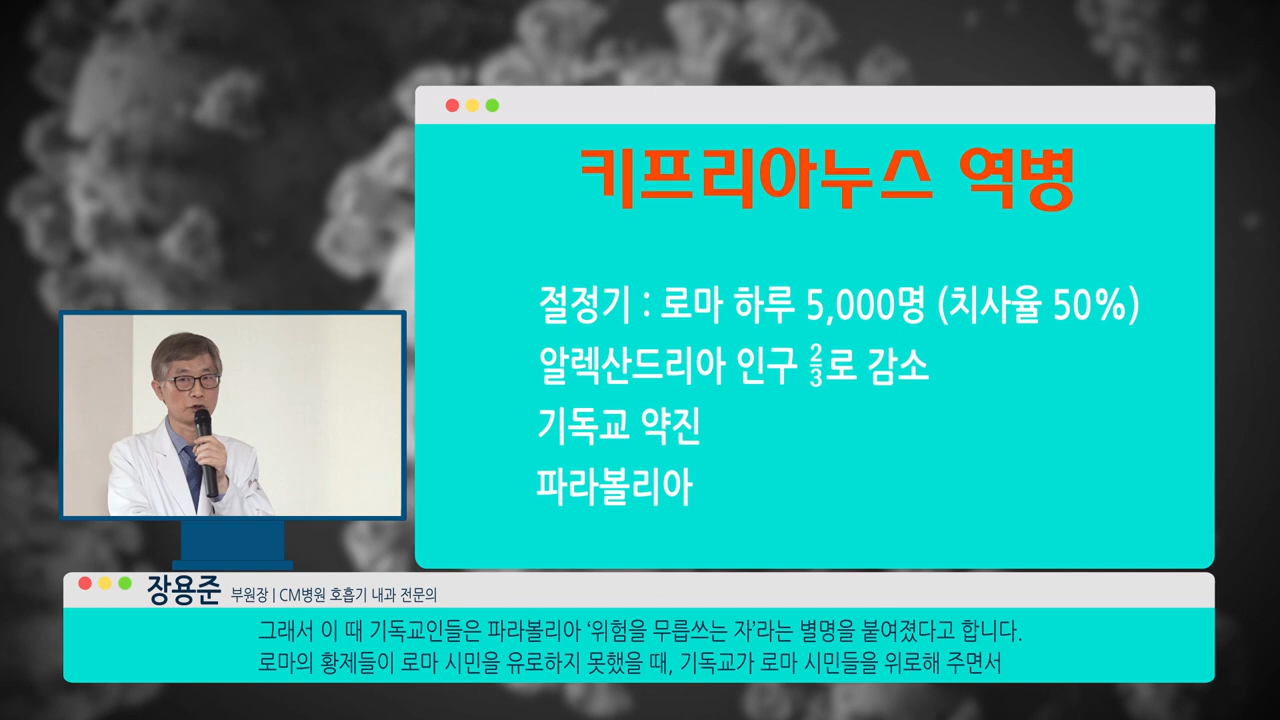 키프리아누스 역병
절정기 : 로마 하루 5,000명 (치사율 50%)
알렉산드리아 인구 2/3로 감소
기독교 약진
파라볼리아
장용준 부원장 | CM병원 호흡기 내과 전문의
그래서 이 때 기독교인들은 파라볼리아 ‘위험을 무릅쓰는 자’라는 별명을 붙여졌다고 합니다.
로마의 황제들이 로마 시민을 유로하지 못했을 때, 기독교가 로마 시민들을 위로해 주면서